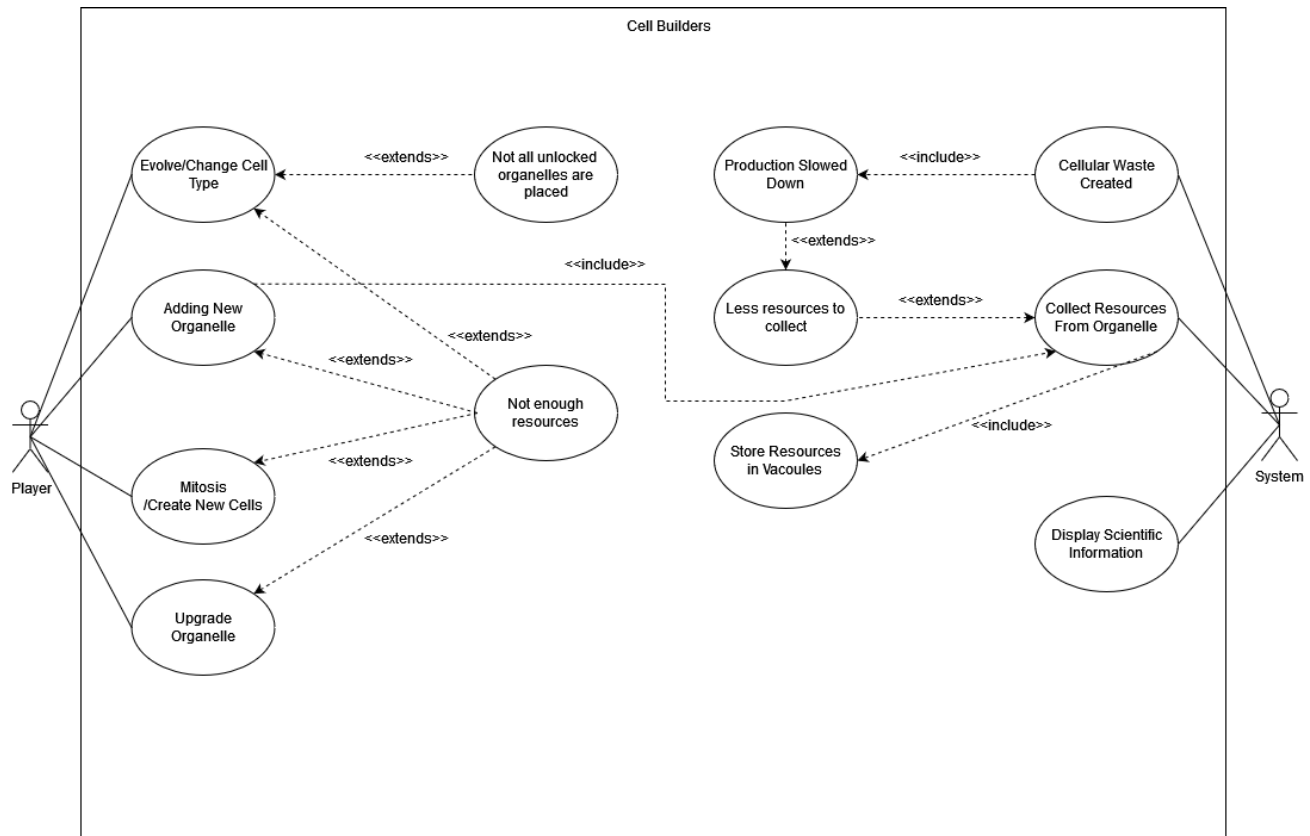 Cell Builders
Evolve/Change Cell
Type
<<extends>>
Not all unlocked
organelles are
placed
Production Slowed
Down
<<include>>
Cellular Waste
Created
<<extends>>
<<include>>
Adding New
Organelle
<<extends>>
<<extends>>
Less resources to
collect
<<extends>>
Collect Resources
From Organelle
Not enough
resources
<<include>>
Store Resources
in Vacoules
<<extends>>
Mitosis
/Create New Cells
Player
System
<<extends>>
Display Scientific
Information
Upgrade
Organelle